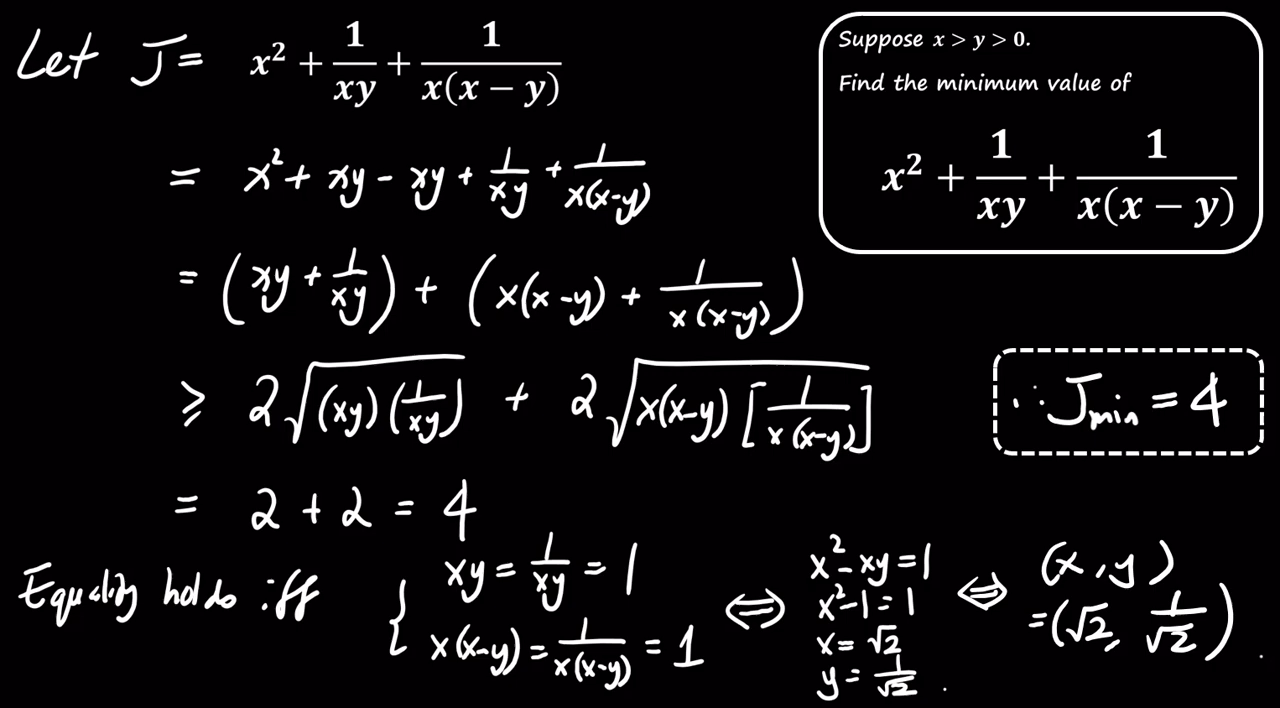 Let J = x² + 1/(xy) + 1/(x(x − y))
= x² + xy − xy + 1/(xy) + 1/(x(x−y))
= (xy + 1/(xy)) + (x(x−y) + 1/(x(x−y)))
≥ 2√((xy)(1/(xy))) + 2√(x(x−y)[1/(x(x−y))])
= 2 + 2 = 4
Equality holds iff { xy = 1/(xy) = 1
x(x−y) = 1/(x(x−y)) = 1
⇔ x² − xy = 1
x² − 1 = 1
x = √2
y = 1/√2 .
⇔ (x, y)
= (√2, 1/√2) .
Suppose x > y > 0.
Find the minimum value of
x² + 1/(xy) + 1/(x(x − y))
∴ J_min = 4